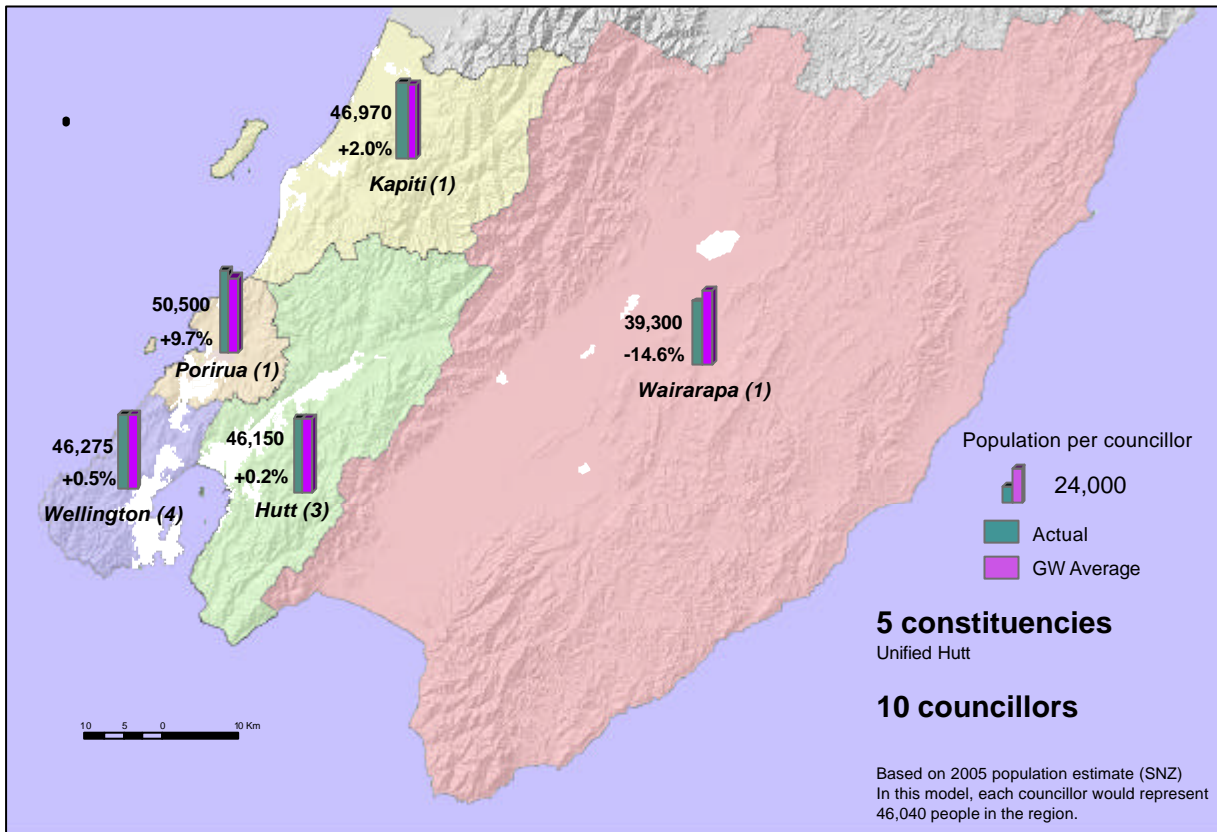 46,970
+2.0%
Kapiti (1)
50,500
+9.7%
Porirua (1)
39,300
-14.6%
Wairarapa (1)
46,275
+0.5%
Wellington (4)
46,150
+0.2%
Hutt (3)
Population per councillor
24,000
Actual
GW Average
5 constituencies
Unified Hutt
10 councillors
10 5 0 10 Km
Based on 2005 population estimate (SNZ)
In this model, each councillor would represent
46,040 people in the region.